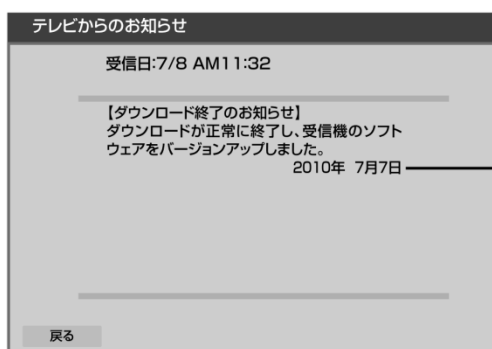 テレビからのお知らせ
受信日:7/8 AM11:32
【ダウンロード終了のお知らせ】
ダウンロードが正常に終了し、受信機のソフト
ウェアをバージョンアップしました。
2010年 7月7日
戻る